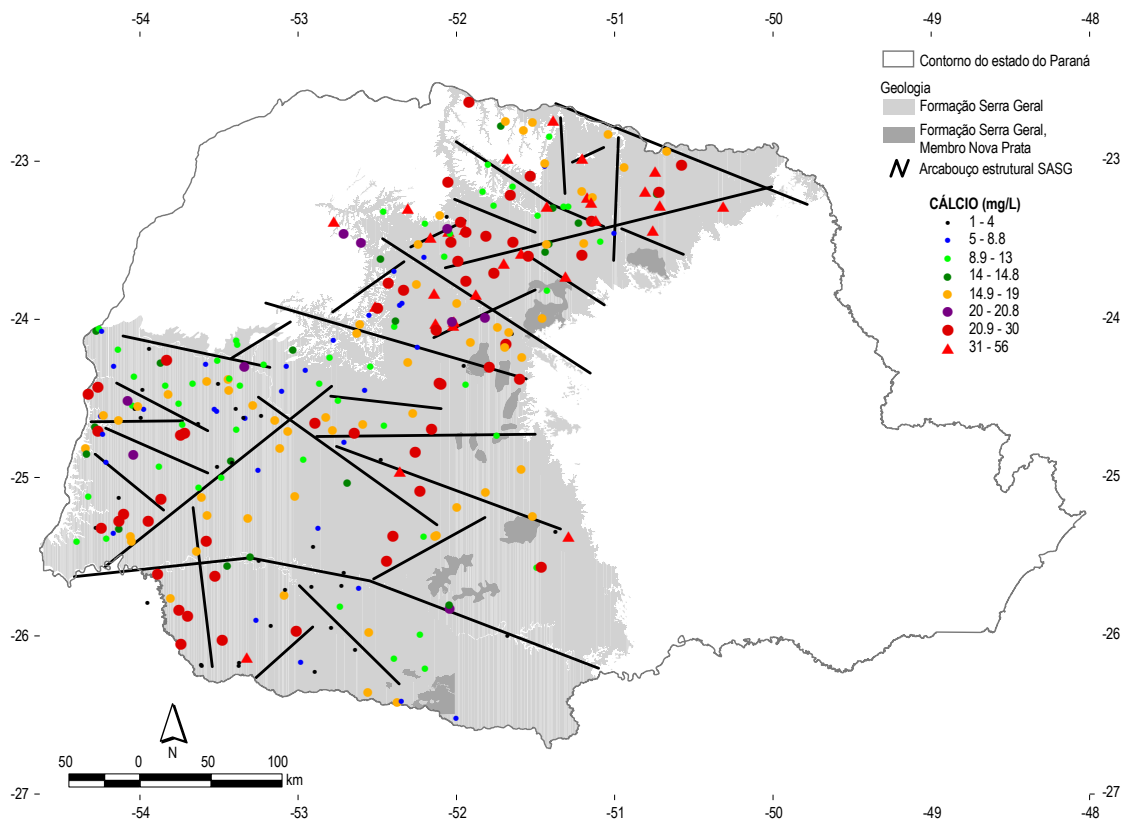 -54 -53 -52 -51 -50 -49 -48
-23
-24
-25
-26
-27
-23
-24
-25
-26
-27
Contorno do estado do Paraná
Geologia
Formação Serra Geral
Formação Serra Geral,
Membro Nova Prata
Arcabouço estrutural SASG
CÁLCIO (mg/L)
1 - 4
5 - 8.8
8.9 - 13
14 - 14.8
14.9 - 19
20 - 20.8
20.9 - 30
31 - 56
N
50 0 50 100
km
-54 -53 -52 -51 -50 -49 -48